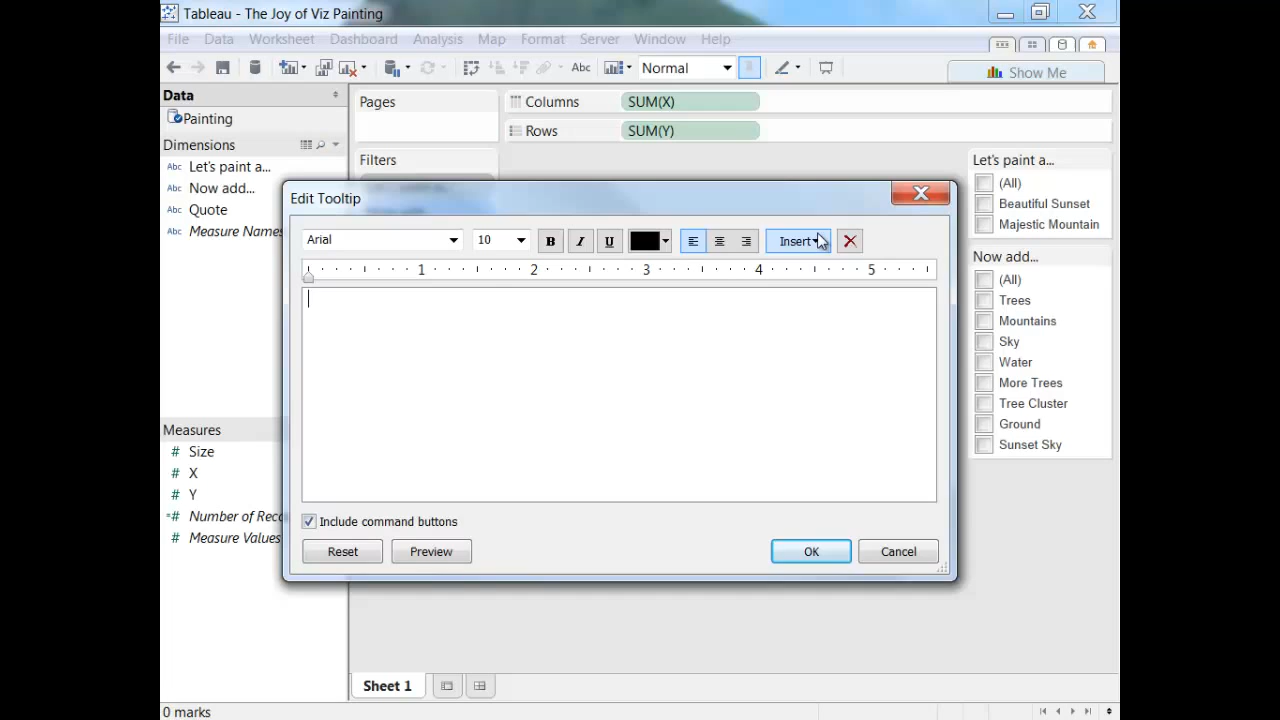 Tableau - The Joy of Viz Painting
File Data Worksheet Dashboard Analysis Map Format Server Window Help
Abc Normal Show Me
Data
Painting
Dimensions
Abc Let's paint a...
Abc Now add...
Abc Quote
Abc Measure Names
Measures
# Size
# X
# Y
=# Number of Reco
# Measure Values
Pages
Filters
Columns SUM(X)
Rows SUM(Y)
Edit Tooltip
Arial 10 B I U Insert
1 2 3 4 5
Include command buttons
Reset Preview OK Cancel
Let's paint a...
(All)
Beautiful Sunset
Majestic Mountain
Now add...
(All)
Trees
Mountains
Sky
Water
More Trees
Tree Cluster
Ground
Sunset Sky
Sheet 1
0 marks